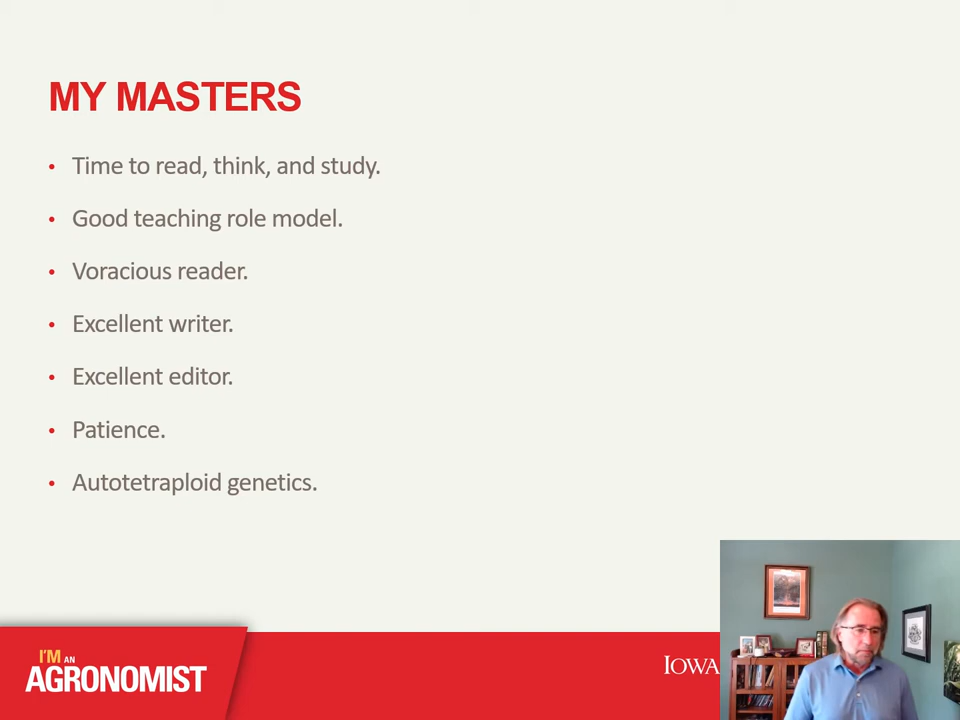 MY MASTERS
• Time to read, think, and study.
• Good teaching role model.
• Voracious reader.
• Excellent writer.
• Excellent editor.
• Patience.
• Autotetraploid genetics.
I'M AN
AGRONOMIST
IOWA